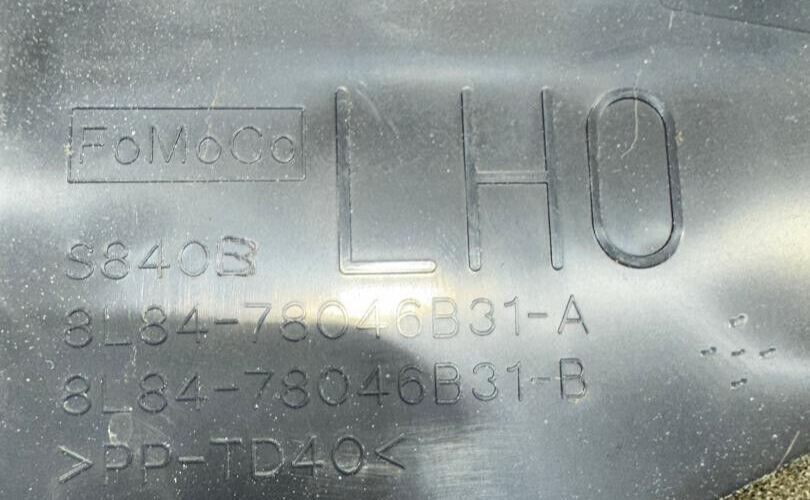 FoMoCo
LHO
S840B
8L84-78046B31-A
8L84-78046B31-B
>PP-TD40<